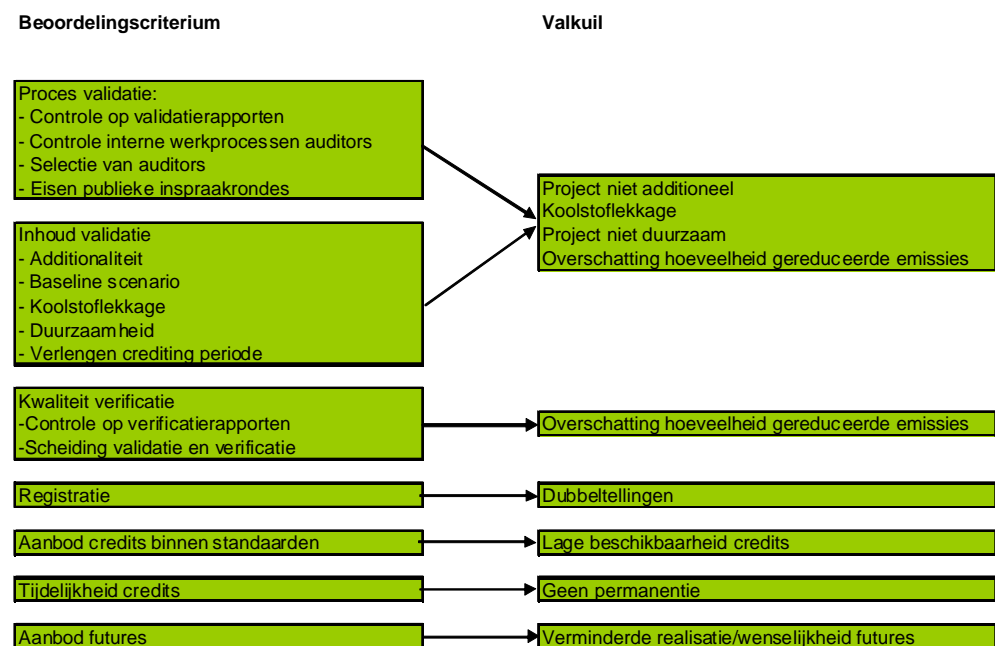 Beoordelingscriterium
Valkuil
Proces validatie:
- Controle op validatierapporten
- Controle interne werkprocessen auditors
- Selectie van auditors
- Eisen publieke inspraakrondes
Project niet additioneel
Koolstoflekkage
Project niet duurzaam
Overschatting hoeveelheid gereduceerde emissies
Inhoud validatie
- Additionaliteit
- Baseline scenario
- Koolstoflekkage
- Duurzaamheid
- Verlengen crediting periode
Kwaliteit verificatie
-Controle op verificatierapporten
-Scheiding validatie en verificatie
Overschatting hoeveelheid gereduceerde emissies
Registratie
Dubbeltellingen
Aanbod credits binnen standaarden
Lage beschikbaarheid credits
Tijdelijkheid credits
Geen permanentie
Aanbod futures
Verminderde realisatie/wenselijkheid futures